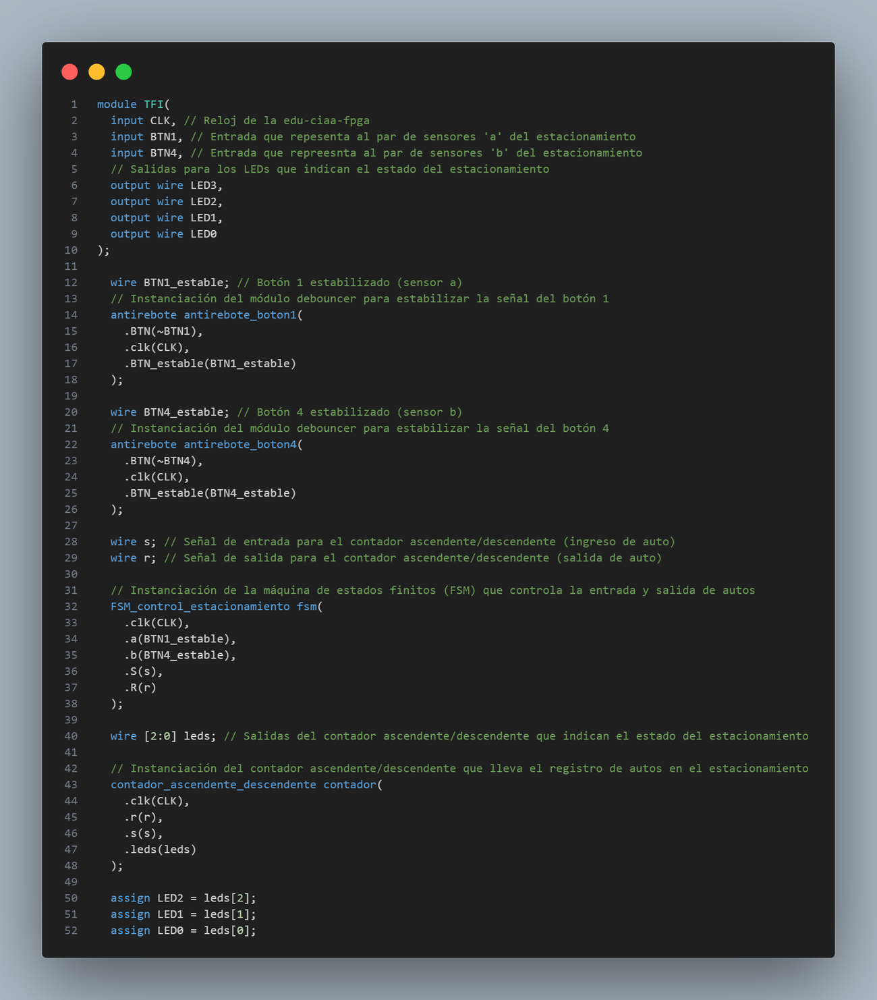 1 module TFI(
2 input CLK, // Reloj de la edu-ciaa-fpga
3 input BTN1, // Entrada que repesenta al par de sensores 'a' del estacionamiento
4 input BTN4, // Entrada que repreesnta al par de sensores 'b' del estacionamiento
5 // Salidas para los LEDs que indican el estado del estacionamiento
6 output wire LED3,
7 output wire LED2,
8 output wire LED1,
9 output wire LED0
10 );
11
12 wire BTN1_estable; // Botón 1 estabilizado (sensor a)
13 // Instanciación del módulo debouncer para estabilizar la señal del botón 1
14 antirebote antirebote_boton1(
15 .BTN(~BTN1),
16 .clk(CLK),
17 .BTN_estable(BTN1_estable)
18 );
19
20 wire BTN4_estable; // Botón 4 estabilizado (sensor b)
21 // Instanciación del módulo debouncer para estabilizar la señal del botón 4
22 antirebote antirebote_boton4(
23 .BTN(~BTN4),
24 .clk(CLK),
25 .BTN_estable(BTN4_estable)
26 );
27
28 wire s; // Señal de entrada para el contador ascendente/descendente (ingreso de auto)
29 wire r; // Señal de salida para el contador ascendente/descendente (salida de auto)
30
31 // Instanciación de la máquina de estados finitos (FSM) que controla la entrada y salida de autos
32 FSM_control_estacionamiento fsm(
33 .clk(CLK),
34 .a(BTN1_estable),
35 .b(BTN4_estable),
36 .S(s),
37 .R(r)
38 );
39
40 wire [2:0] leds; // Salidas del contador ascendente/descendente que indican el estado del estacionamiento
41
42 // Instanciación del contador ascendente/descendente que lleva el registro de autos en el estacionamiento
43 contador_ascendente_descendente contador(
44 .clk(CLK),
45 .r(r),
46 .s(s),
47 .leds(leds)
48 );
49
50 assign LED2 = leds[2];
51 assign LED1 = leds[1];
52 assign LED0 = leds[0];